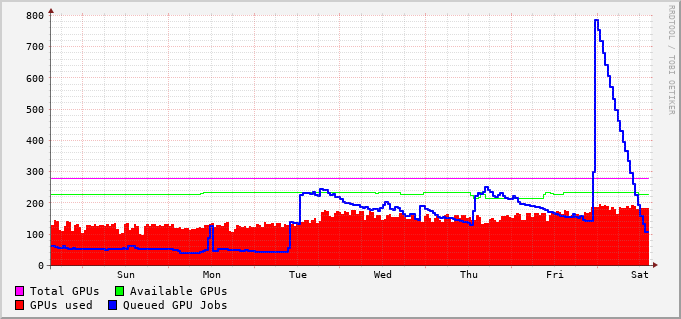 800
700
600
500
400
300
200
100
0
Sun Mon Tue Wed Thu Fri Sat
Total GPUs Available GPUs
GPUs used Queued GPU Jobs
RRDTOOL / TOBI OETIKER